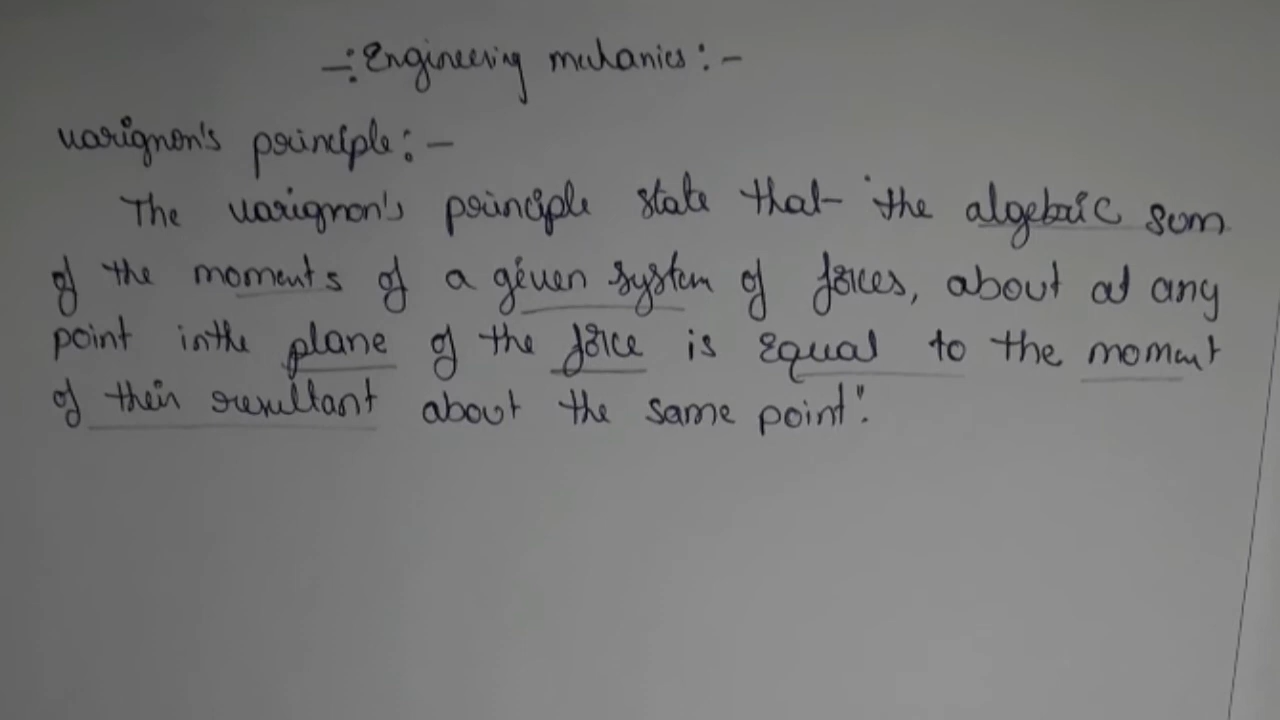 -: Engineering mechanics :-
varignon's principle :-
The varignon's principle state that "the algebraic sum
of the moments of a given system of forces, about at any
point in the plane of the force is equal to the moment
of their resultant about the same point".